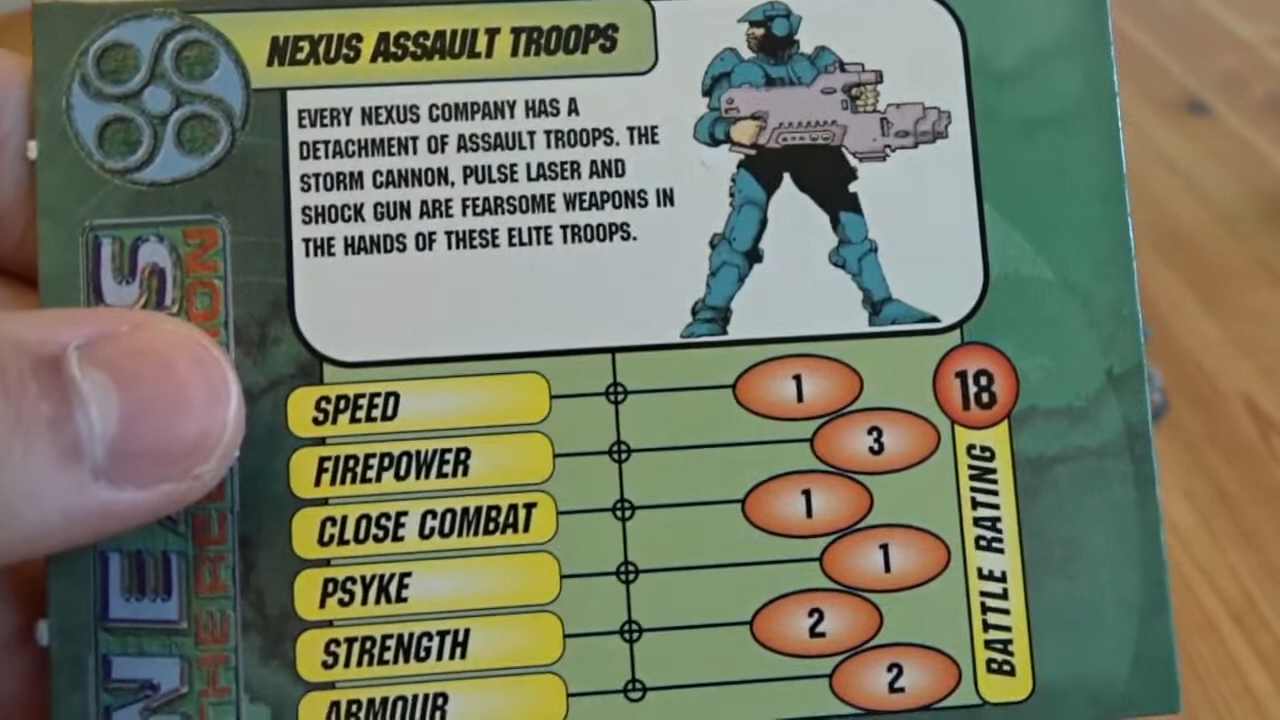 NEXUS ASSAULT TROOPS
EVERY NEXUS COMPANY HAS A
DETACHMENT OF ASSAULT TROOPS. THE
STORM CANNON, PULSE LASER AND
SHOCK GUN ARE FEARSOME WEAPONS IN
THE HANDS OF THESE ELITE TROOPS.
SPEED 1
FIREPOWER 3
CLOSE COMBAT 1
PSYKE 1
STRENGTH 2
ARMOUR 2
18
BATTLE RATING